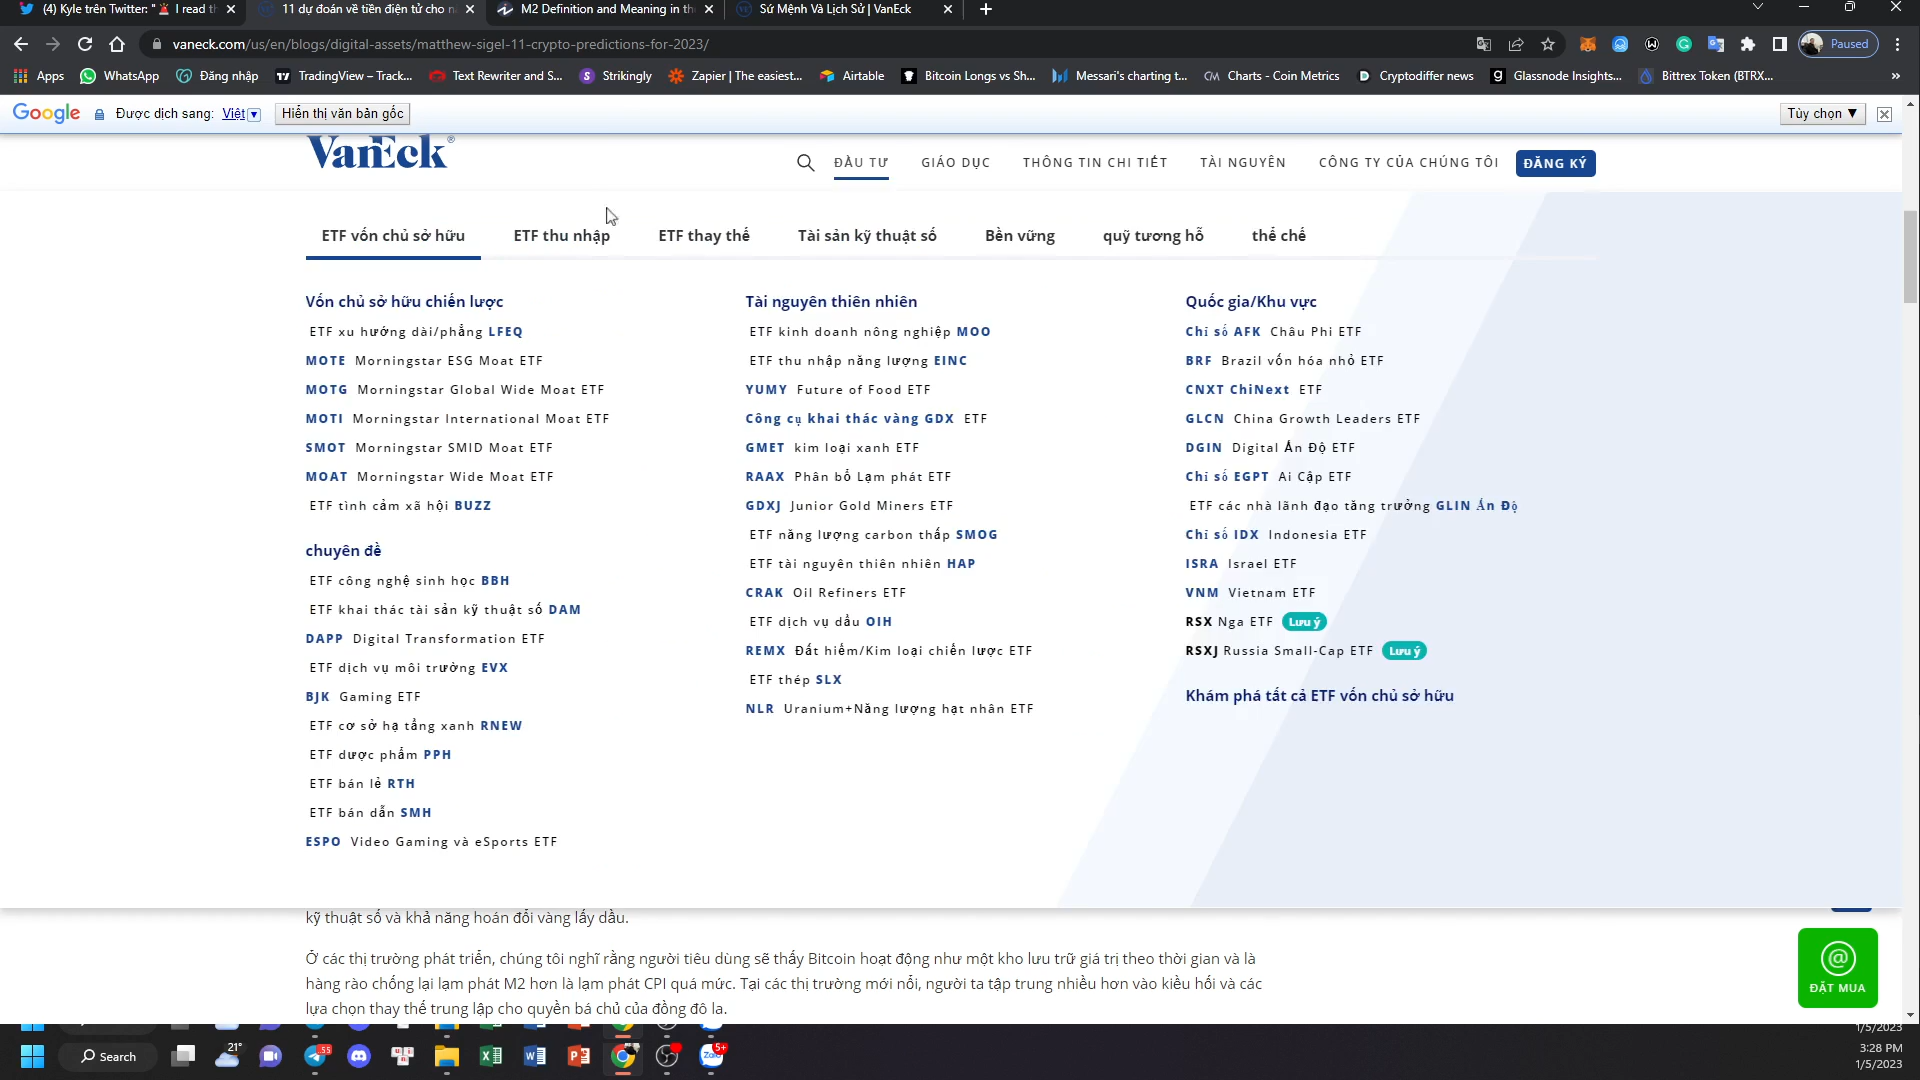 (4) Kyle trên Twitter: " I read th
11 dự đoán về tiền điện tử cho n
M2 Definition and Meaning in the
Sứ Mệnh Và Lịch Sử | VanEck
vaneck.com/us/en/blogs/digital-assets/matthew-sigel-11-crypto-predictions-for-2023/
Paused
Apps
WhatsApp
Đăng nhập
TradingView – Track...
Text Rewriter and S...
Strikingly
Zapier | The easiest...
Airtable
Bitcoin Longs vs Sh...
Messari's charting t...
Charts - Coin Metrics
Cryptodiffer news
Glassnode Insights...
Bittrex Token (BTRX...
Google
Được dịch sang: Việt
Hiển thị văn bản gốc
Tùy chọn ▼
VanEck®
ĐẦU TƯ
GIÁO DỤC
THÔNG TIN CHI TIẾT
TÀI NGUYÊN
CÔNG TY CỦA CHÚNG TÔI
ĐĂNG KÝ
ETF vốn chủ sở hữu
ETF thu nhập
ETF thay thế
Tài sản kỹ thuật số
Bền vững
quỹ tương hỗ
thể chế
Vốn chủ sở hữu chiến lược
ETF xu hướng dài/phẳng LFEQ
MOTE Morningstar ESG Moat ETF
MOTG Morningstar Global Wide Moat ETF
MOTI Morningstar International Moat ETF
SMOT Morningstar SMID Moat ETF
MOAT Morningstar Wide Moat ETF
ETF tình cảm xã hội BUZZ
chuyên đề
ETF công nghệ sinh học BBH
ETF khai thác tài sản kỹ thuật số DAM
DAPP Digital Transformation ETF
ETF dịch vụ môi trường EVX
BJK Gaming ETF
ETF cơ sở hạ tầng xanh RNEW
ETF dược phẩm PPH
ETF bán lẻ RTH
ETF bán dẫn SMH
ESPO Video Gaming và eSports ETF
Tài nguyên thiên nhiên
ETF kinh doanh nông nghiệp MOO
ETF thu nhập năng lượng EINC
YUMY Future of Food ETF
Công cụ khai thác vàng GDX ETF
GMET kim loại xanh ETF
RAAX Phân bổ Lạm phát ETF
GDXJ Junior Gold Miners ETF
ETF năng lượng carbon thấp SMOG
ETF tài nguyên thiên nhiên HAP
CRAK Oil Refiners ETF
ETF dịch vụ dầu OIH
REMX Đất hiếm/Kim loại chiến lược ETF
ETF thép SLX
NLR Uranium+Năng lượng hạt nhân ETF
Quốc gia/Khu vực
Chỉ số AFK Châu Phi ETF
BRF Brazil vốn hóa nhỏ ETF
CNXT ChiNext ETF
GLCN China Growth Leaders ETF
DGIN Digital Ấn Độ ETF
Chỉ số EGPT Ai Cập ETF
ETF các nhà lãnh đạo tăng trưởng GLIN Ấn Độ
Chỉ số IDX Indonesia ETF
ISRA Israel ETF
VNM Vietnam ETF
RSX Nga ETF Lưu ý
RSXJ Russia Small-Cap ETF Lưu ý
Khám phá tất cả ETF vốn chủ sở hữu
kỹ thuật số và khả năng hoán đổi vàng lấy dầu.
Ở các thị trường phát triển, chúng tôi nghĩ rằng người tiêu dùng sẽ thấy Bitcoin hoạt động như một kho lưu trữ giá trị theo thời gian và là
hàng rào chống lại lạm phát M2 hơn là lạm phát CPI quá mức. Tại các thị trường mới nổi, người ta tập trung nhiều hơn vào kiều hối và các
lựa chọn thay thế trung lập cho quyền bá chủ của đồng đô la.
@
ĐẶT MUA
1/5/2023
Search
21°
55
5+
3:28 PM
1/5/2023